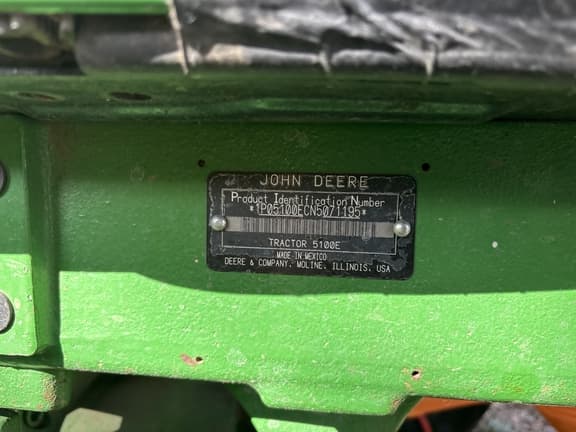 JOHN DEERE
Product Identification Number
*1P05100ECN5071195*
TRACTOR 5100E
MADE IN MEXICO
DEERE & COMPANY. MOLINE. ILLINOIS. USA